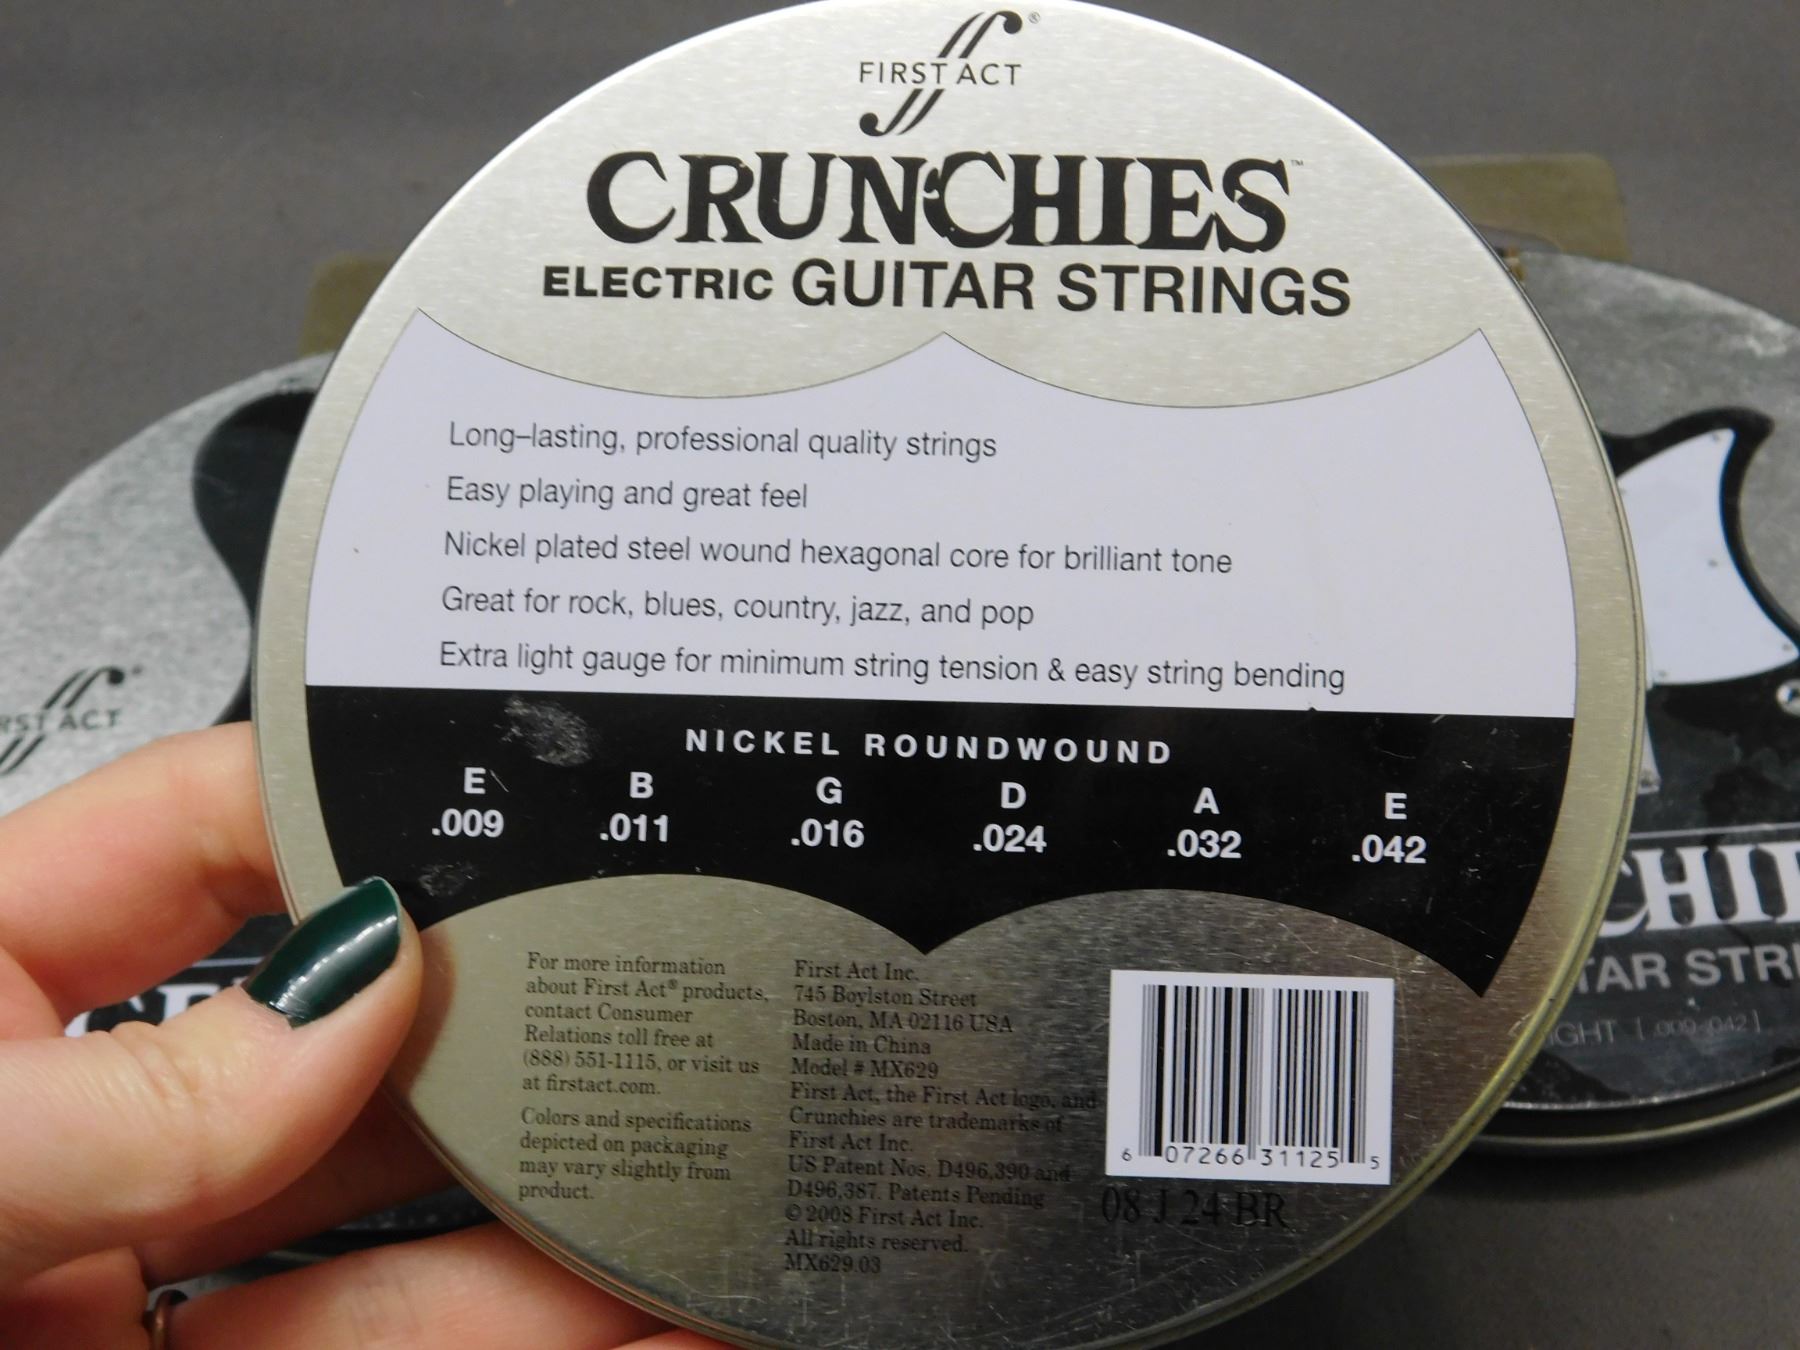 FIRST ACT ®
CRUNCHIES™
ELECTRIC GUITAR STRINGS
Long–lasting, professional quality strings
Easy playing and great feel
Nickel plated steel wound hexagonal core for brilliant tone
Great for rock, blues, country, jazz, and pop
Extra light gauge for minimum string tension & easy string bending
NICKEL ROUNDWOUND
E B G D A E
.009 .011 .016 .024 .032 .042
For more information
about First Act® products,
contact Consumer
Relations toll free at
(888) 551-1115, or visit us
at firstact.com.
Colors and specifications
depicted on packaging
may vary slightly from
product.
First Act Inc.
745 Boylston Street
Boston, MA 02116 USA
Made in China
Model # MX629
First Act, the First Act logo, and
Crunchies are trademarks of
First Act Inc.
US Patent Nos. D496,390 and
D496,387. Patents Pending
© 2008 First Act Inc.
All rights reserved.
MX629.03
6 07266 31125 5
08 J 24 BR
RST ACT ®
CHIE
TAR STRI
IGHT [.009-.042]